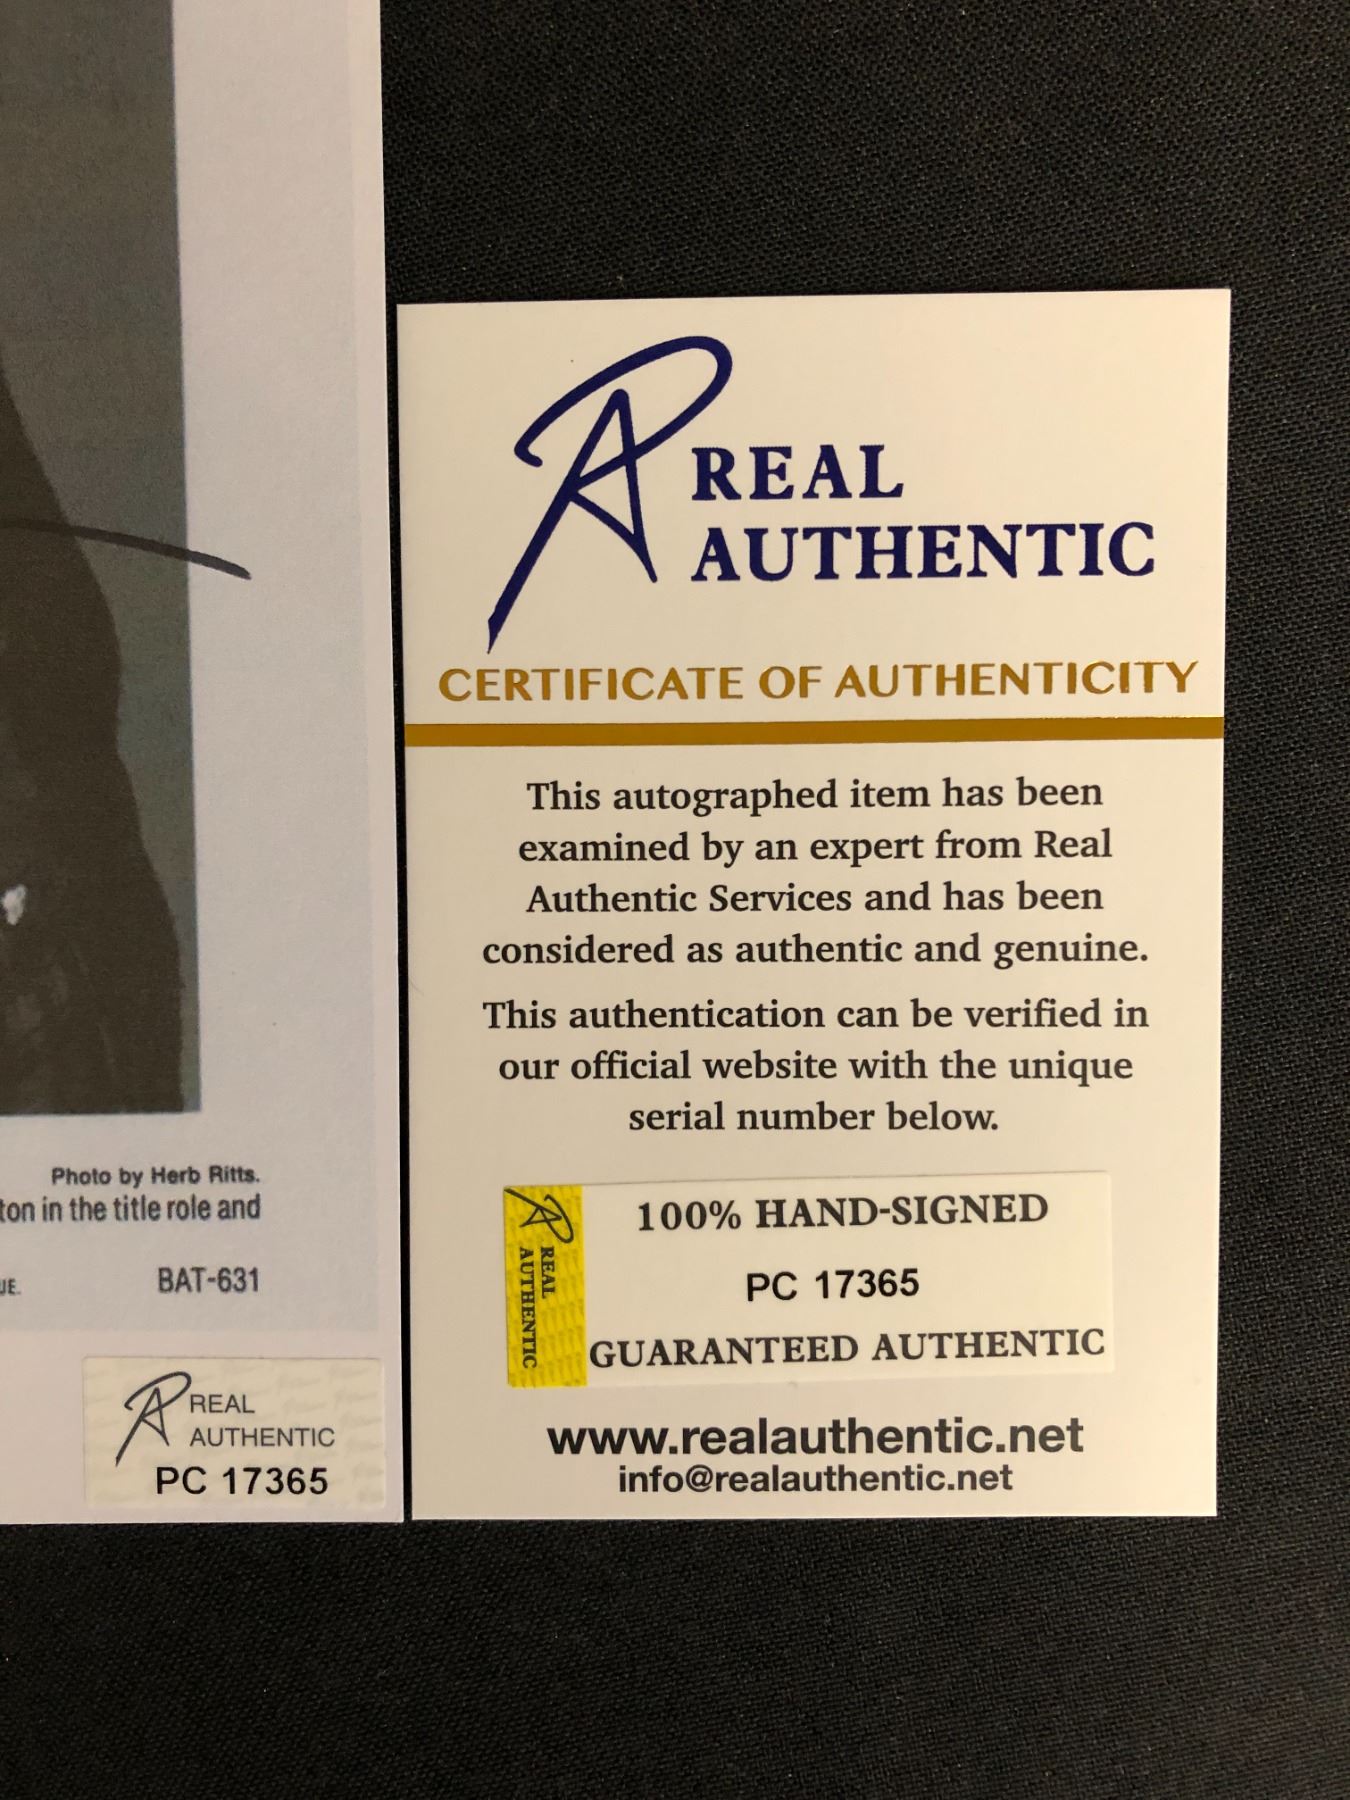 Photo by Herb Ritts.
ton in the title role and
UE. BAT-631
REAL
AUTHENTIC
PC 17365
REAL
AUTHENTIC
CERTIFICATE OF AUTHENTICITY
This autographed item has been
examined by an expert from Real
Authentic Services and has been
considered as authentic and genuine.
This authentication can be verified in
our official website with the unique
serial number below.
REAL
AUTHENTIC
100% HAND-SIGNED
PC 17365
GUARANTEED AUTHENTIC
www.realauthentic.net
info@realauthentic.net